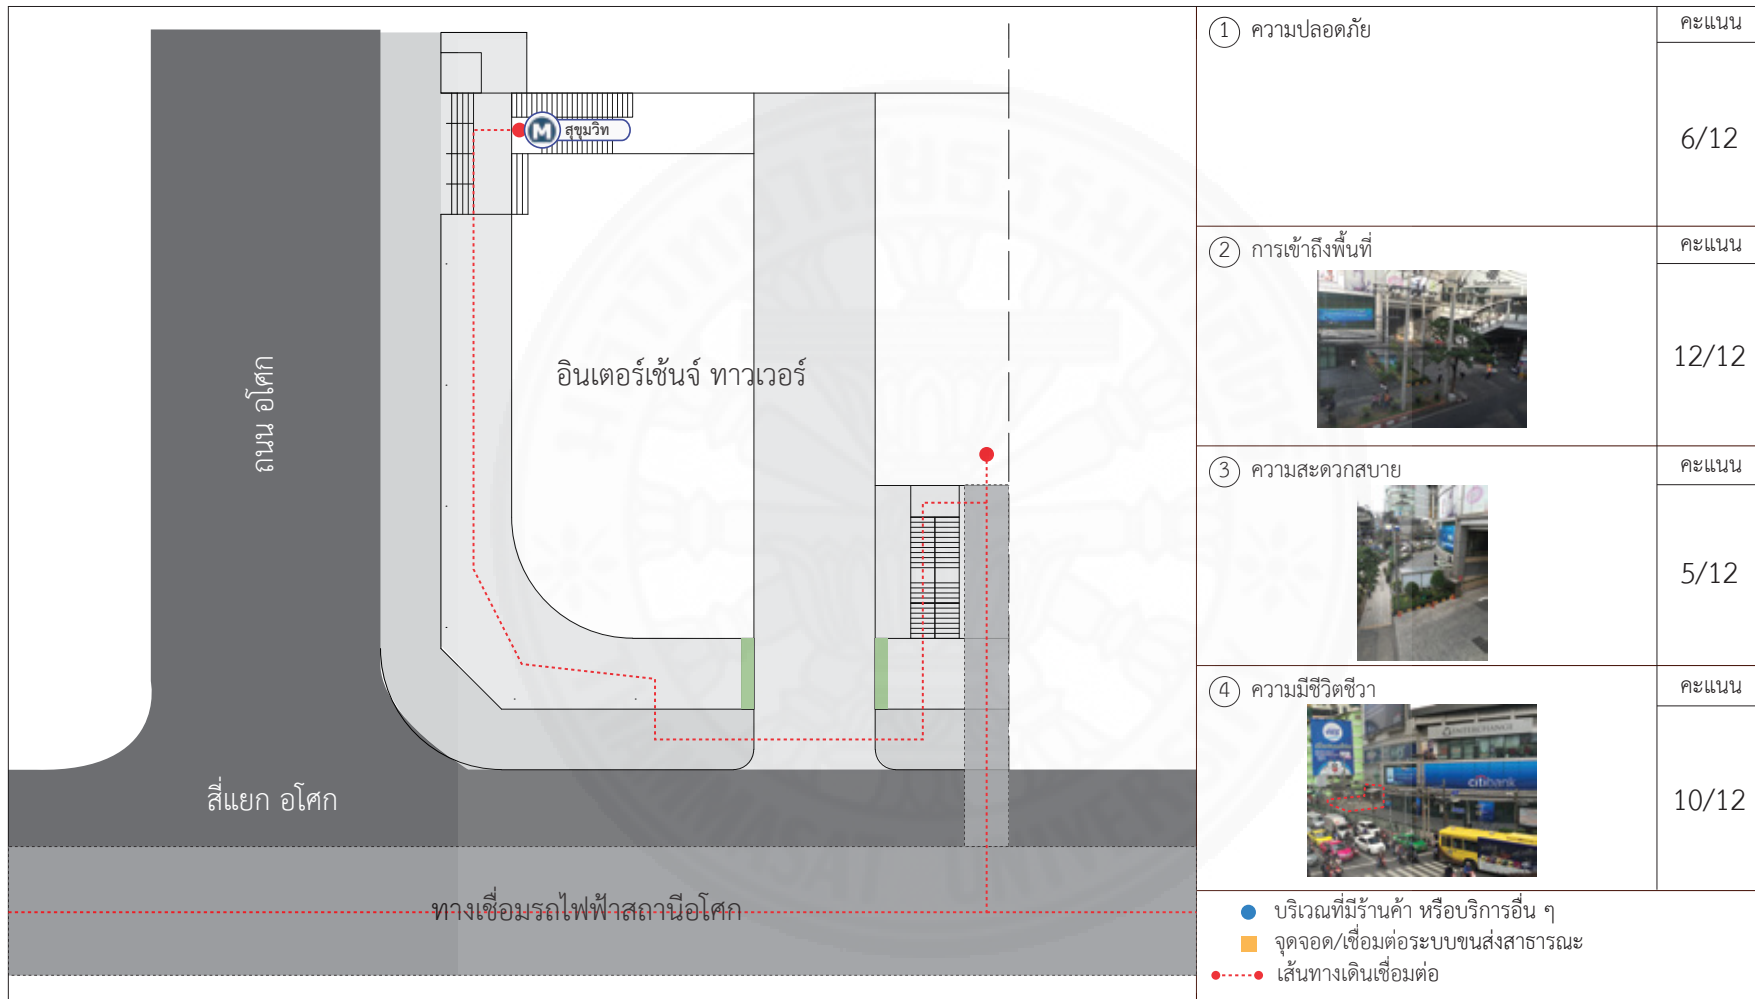 M สุขุมวิท
อินเตอร์เช้นจ์ ทาวเวอร์
ถนน อโศก
สี่แยก อโศก
ทางเชื่อมรถไฟฟ้าสถานีอโศก
1 ความปลอดภัย
คะแนน
6/12
2 การเข้าถึงพื้นที่
คะแนน
12/12
3 ความสะดวกสบาย
คะแนน
5/12
4 ความมีชีวิตชีวา
คะแนน
INTERCHANGE
citibank
10/12
บริเวณที่มีร้านค้า หรือบริการอื่น ๆ
จุดจอด/เชื่อมต่อระบบขนส่งสาธารณะ
เส้นทางเดินเชื่อมต่อ